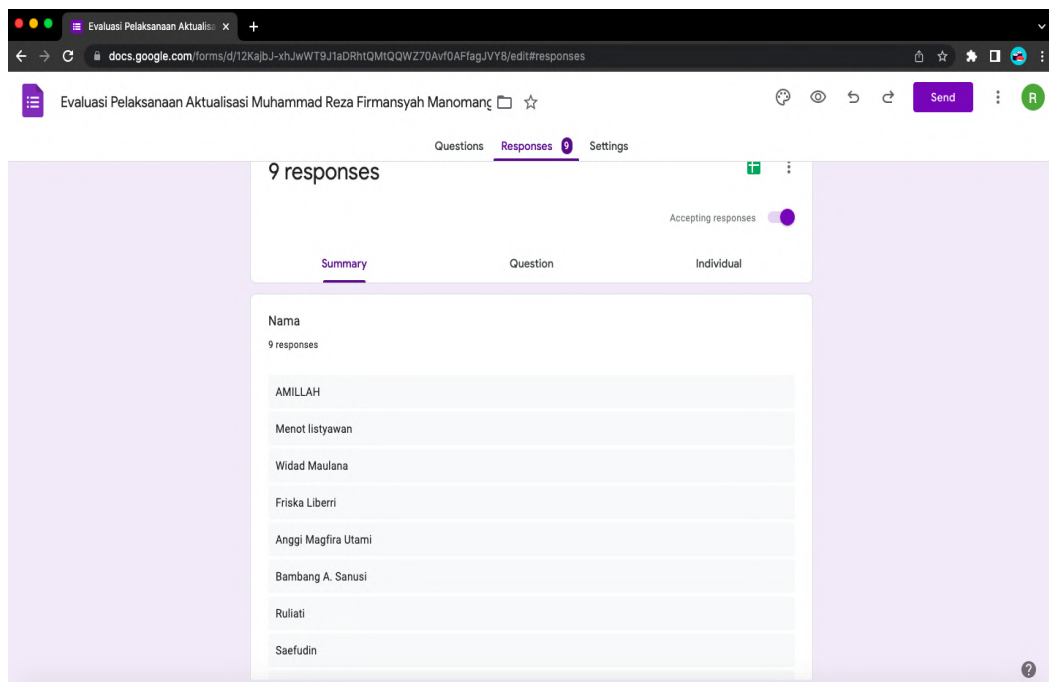 Evaluasi Pelaksanaan Aktualisa
docs.google.com/forms/d/12KajbJ-xhJwWT9J1aDRhtQMtQQWZ70Avf0AFfagJVY8/edit#responses
Evaluasi Pelaksanaan Aktualisasi Muhammad Reza Firmansyah Manomang
Send
R
Questions
Responses 9
Settings
9 responses
Accepting responses
Summary
Question
Individual
Nama
9 responses
AMILLAH
Menot listyawan
Widad Maulana
Friska Liberri
Anggi Magfira Utami
Bambang A. Sanusi
Ruliati
Saefudin